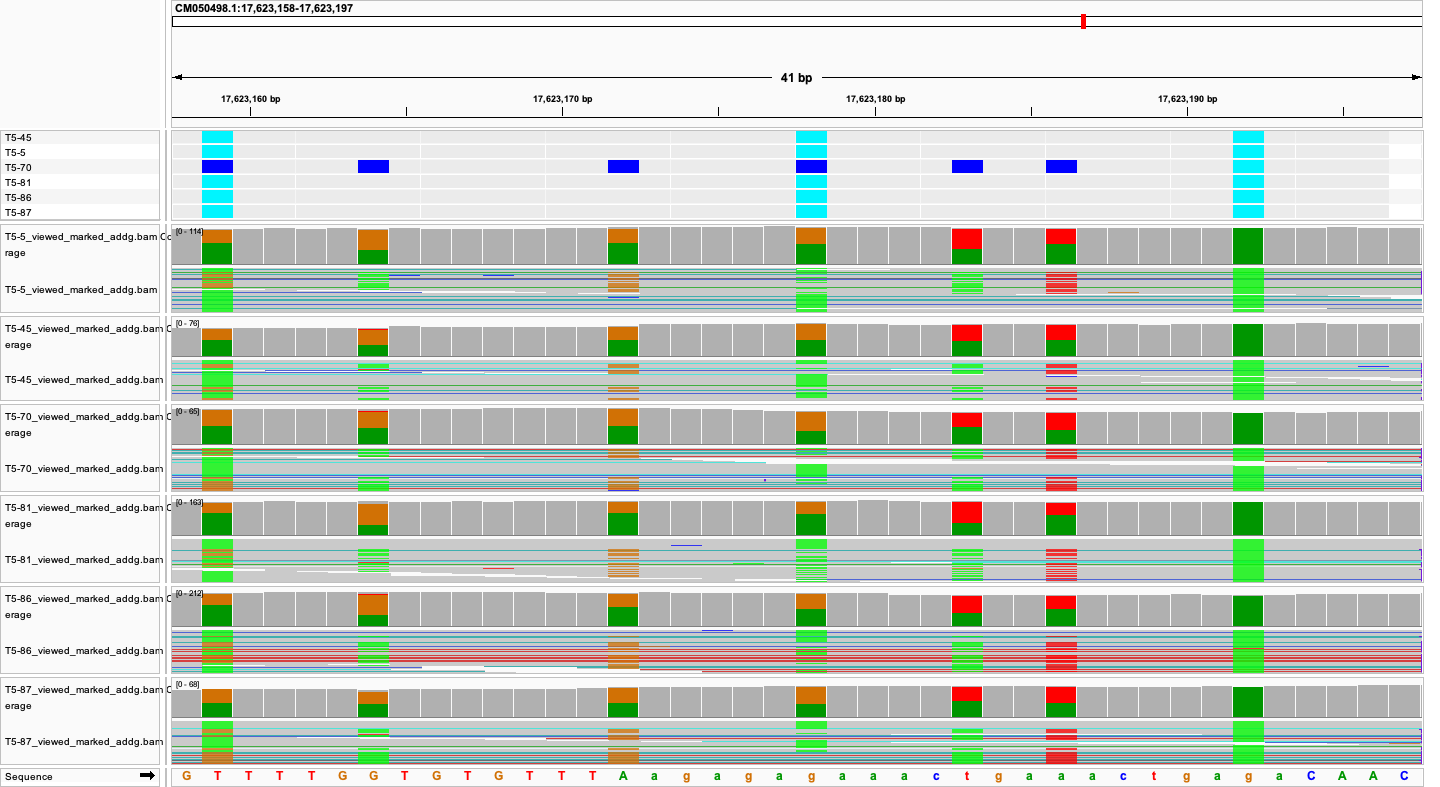 CM050498.1:17,623,158-17,623,197
41 bp
17,623,160 bp 17,623,170 bp 17,623,180 bp 17,623,190 bp
T5-45
T5-5
T5-70
T5-81
T5-86
T5-87
T5-5_viewed_marked_addg.bam Co [0 - 114]
rage
T5-5_viewed_marked_addg.bam
T5-45_viewed_marked_addg.bam C [0 - 76]
erage
T5-45_viewed_marked_addg.bam
T5-70_viewed_marked_addg.bam C [0 - 65]
erage
T5-70_viewed_marked_addg.bam
T5-81_viewed_marked_addg.bam C [0 - 163]
erage
T5-81_viewed_marked_addg.bam
T5-86_viewed_marked_addg.bam C [0 - 212]
erage
T5-86_viewed_marked_addg.bam
T5-87_viewed_marked_addg.bam C [0 - 68]
erage
T5-87_viewed_marked_addg.bam
Sequence G T T T T G G T G T G T T T A a g a g a g a a a c t g a a a c t g a g a C A A C